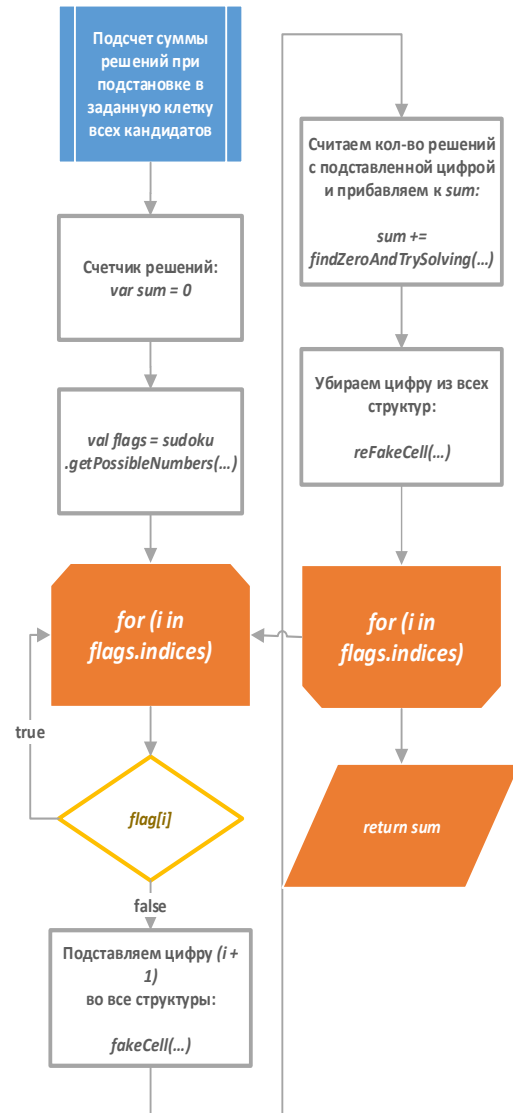 Подсчет суммы
решений при
подстановке в
заданную клетку
всех кандидатов
Счетчик решений:
var sum = 0
val flags = sudoku
.getPossibleNumbers(...)
for (i in
flags.indices)
true
flag[i]
false
Подставляем цифру (i +
1)
во все структуры:
fakeCell(...)
Считаем кол-во решений
с подставленной цифрой
и прибавляем к sum:
sum +=
findZeroAndTrySolving(...)
Убираем цифру из всех
структур:
reFakeCell(...)
for (i in
flags.indices)
return sum